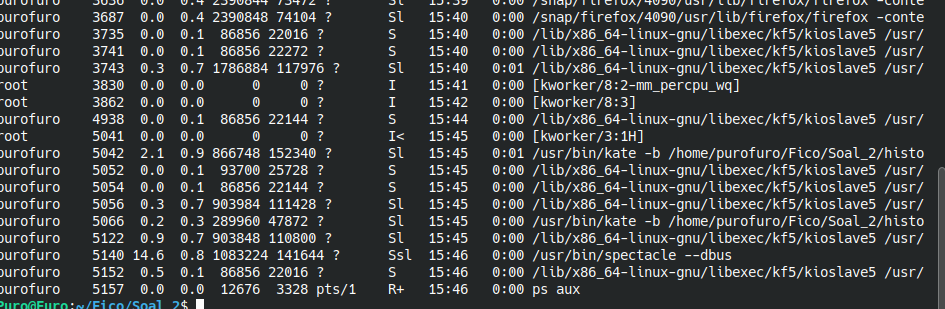 purofuro 3636 0.0 0.4 2390844 73472 ? Sl 15:39 0:00 /snap/firefox/4090/usr/lib/firefox/firefox -conte
purofuro 3687 0.0 0.4 2390848 74104 ? Sl 15:40 0:00 /snap/firefox/4090/usr/lib/firefox/firefox -conte
purofuro 3735 0.0 0.1 86856 22016 ? S 15:40 0:00 /lib/x86_64-linux-gnu/libexec/kf5/kioslave5 /usr/
purofuro 3741 0.0 0.1 86856 22272 ? S 15:40 0:00 /lib/x86_64-linux-gnu/libexec/kf5/kioslave5 /usr/
purofuro 3743 0.3 0.7 1786884 117976 ? Sl 15:40 0:01 /lib/x86_64-linux-gnu/libexec/kf5/kioslave5 /usr/
root 3830 0.0 0.0 0 0 ? I 15:41 0:00 [kworker/8:2-mm_percpu_wq]
root 3862 0.0 0.0 0 0 ? I 15:42 0:00 [kworker/8:3]
purofuro 4938 0.0 0.1 86856 22144 ? S 15:44 0:00 /lib/x86_64-linux-gnu/libexec/kf5/kioslave5 /usr/
root 5041 0.0 0.0 0 0 ? I< 15:45 0:00 [kworker/3:1H]
purofuro 5042 2.1 0.9 866748 152340 ? Sl 15:45 0:01 /usr/bin/kate -b /home/purofuro/Fico/Soal_2/histo
purofuro 5052 0.0 0.1 93700 25728 ? S 15:45 0:00 /lib/x86_64-linux-gnu/libexec/kf5/kioslave5 /usr/
purofuro 5054 0.0 0.1 86856 22144 ? S 15:45 0:00 /lib/x86_64-linux-gnu/libexec/kf5/kioslave5 /usr/
purofuro 5056 0.3 0.7 903984 111428 ? Sl 15:45 0:00 /lib/x86_64-linux-gnu/libexec/kf5/kioslave5 /usr/
purofuro 5066 0.2 0.3 289960 47872 ? Sl 15:45 0:00 /usr/bin/kate -b /home/purofuro/Fico/Soal_2/histo
purofuro 5122 0.9 0.7 903848 110800 ? Sl 15:45 0:00 /lib/x86_64-linux-gnu/libexec/kf5/kioslave5 /usr/
purofuro 5140 14.6 0.8 1083224 141644 ? Ssl 15:46 0:00 /usr/bin/spectacle --dbus
purofuro 5152 0.5 0.1 86856 22016 ? S 15:46 0:00 /lib/x86_64-linux-gnu/libexec/kf5/kioslave5 /usr/
purofuro 5157 0.0 0.0 12676 3328 pts/1 R+ 15:46 0:00 ps aux
Puro@Furo:~/Fico/Soal_2$